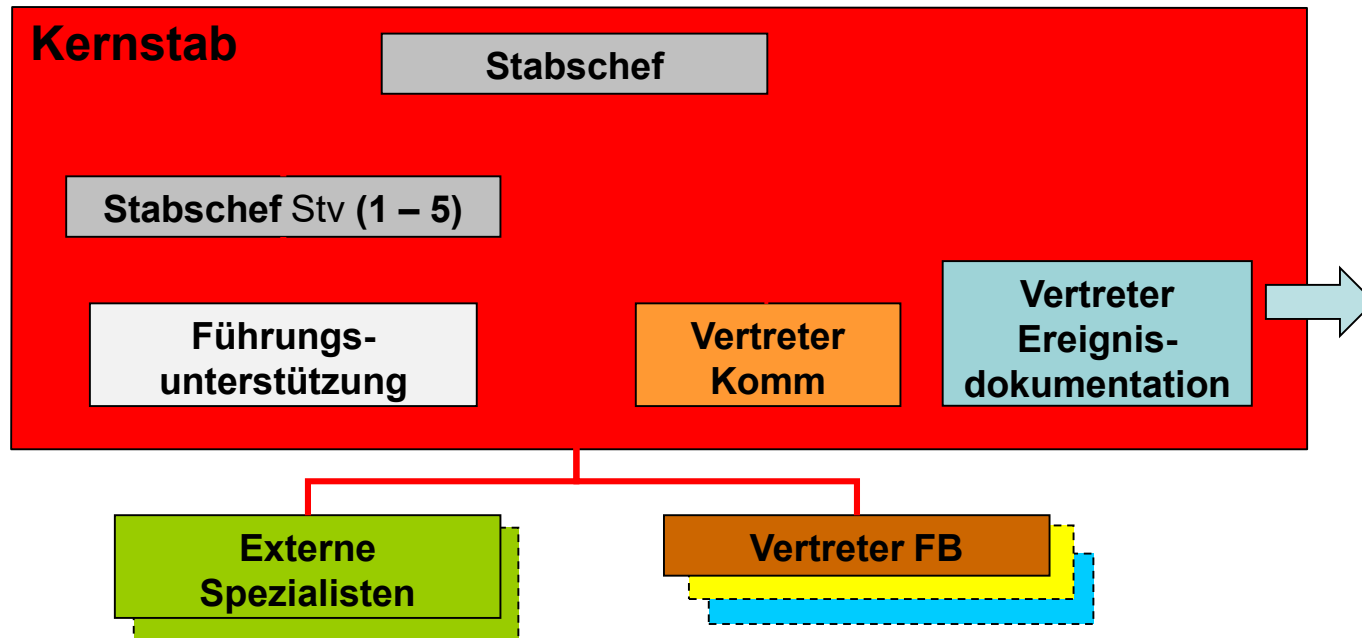 Kernstab
Stabschef
Stabschef Stv (1 – 5)
Führungs-
unterstützung
Vertreter
Komm
Vertreter
Ereignis-
dokumentation
Externe
Spezialisten
Vertreter FB